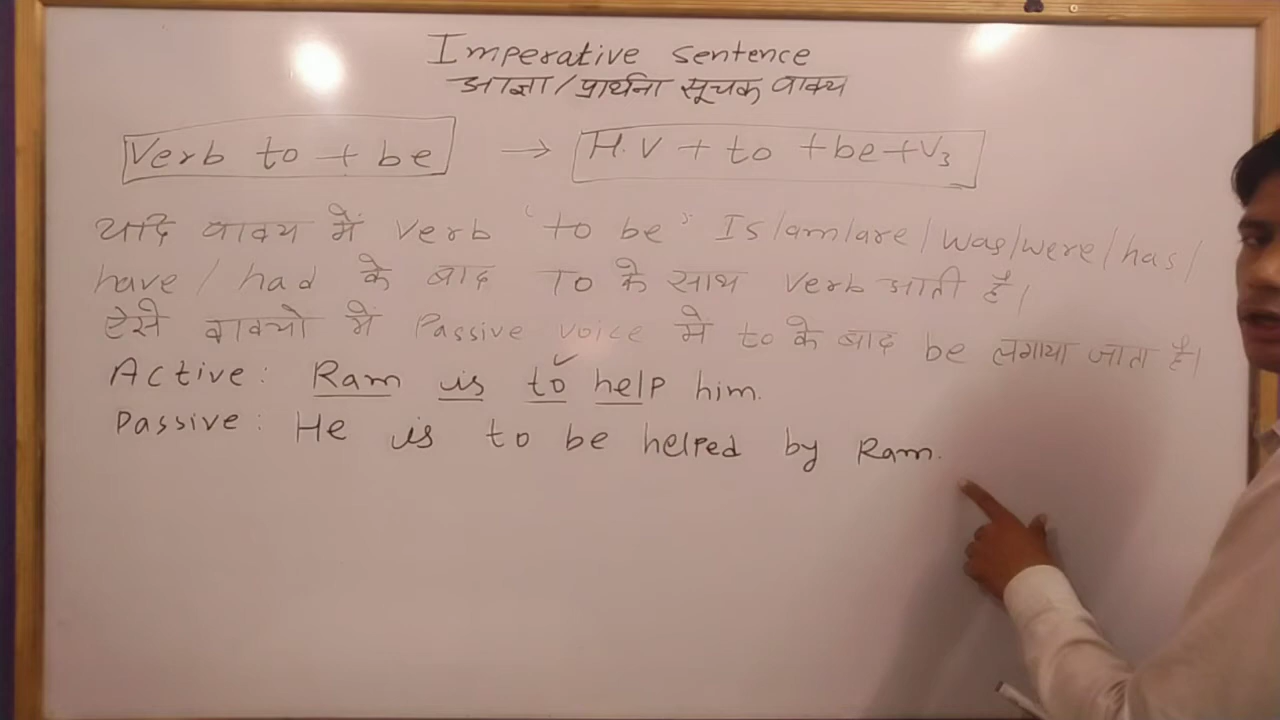 Imperative sentence
आज्ञा/प्रार्थना सूचक वाक्य
Verb to + be → H.V + to + be + V₃
यदि वाक्य में verb 'to be' Is/am/are/was/were/has/
have/had के बाद To के साथ verb आती है।
ऐसे वाक्यो में Passive voice में to के बाद be लगाया जाता है।
Active: Ram is to help him.
Passive: He is to be helped by Ram.